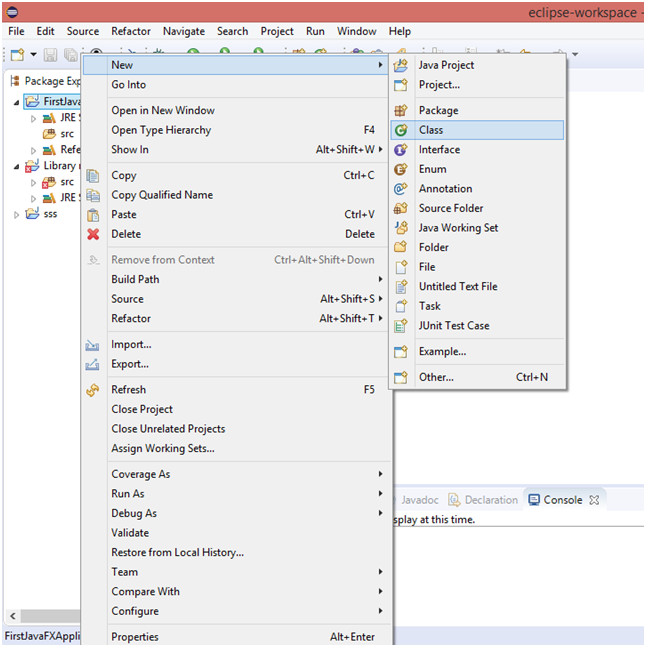 eclipse-workspace -
File Edit Source Refactor Navigate Search Project Run Window Help
Package Exp
FirstJava
JRE S
src
Refe
Library
src
JRE S
sss
New
Go Into
Open in New Window
Open Type Hierarchy F4
Show In Alt+Shift+W
Copy Ctrl+C
Copy Qualified Name
Paste Ctrl+V
Delete Delete
Remove from Context Ctrl+Alt+Shift+Down
Build Path
Source Alt+Shift+S
Refactor Alt+Shift+T
Import...
Export...
Refresh F5
Close Project
Close Unrelated Projects
Assign Working Sets...
Coverage As
Run As
Debug As
Validate
Restore from Local History...
Team
Compare With
Configure
Properties Alt+Enter
Java Project
Project...
Package
Class
Interface
Enum
Annotation
Source Folder
Java Working Set
Folder
File
Untitled Text File
Task
JUnit Test Case
Example...
Other... Ctrl+N
Javadoc Declaration Console
splay at this time.
FirstJavaFXAppli